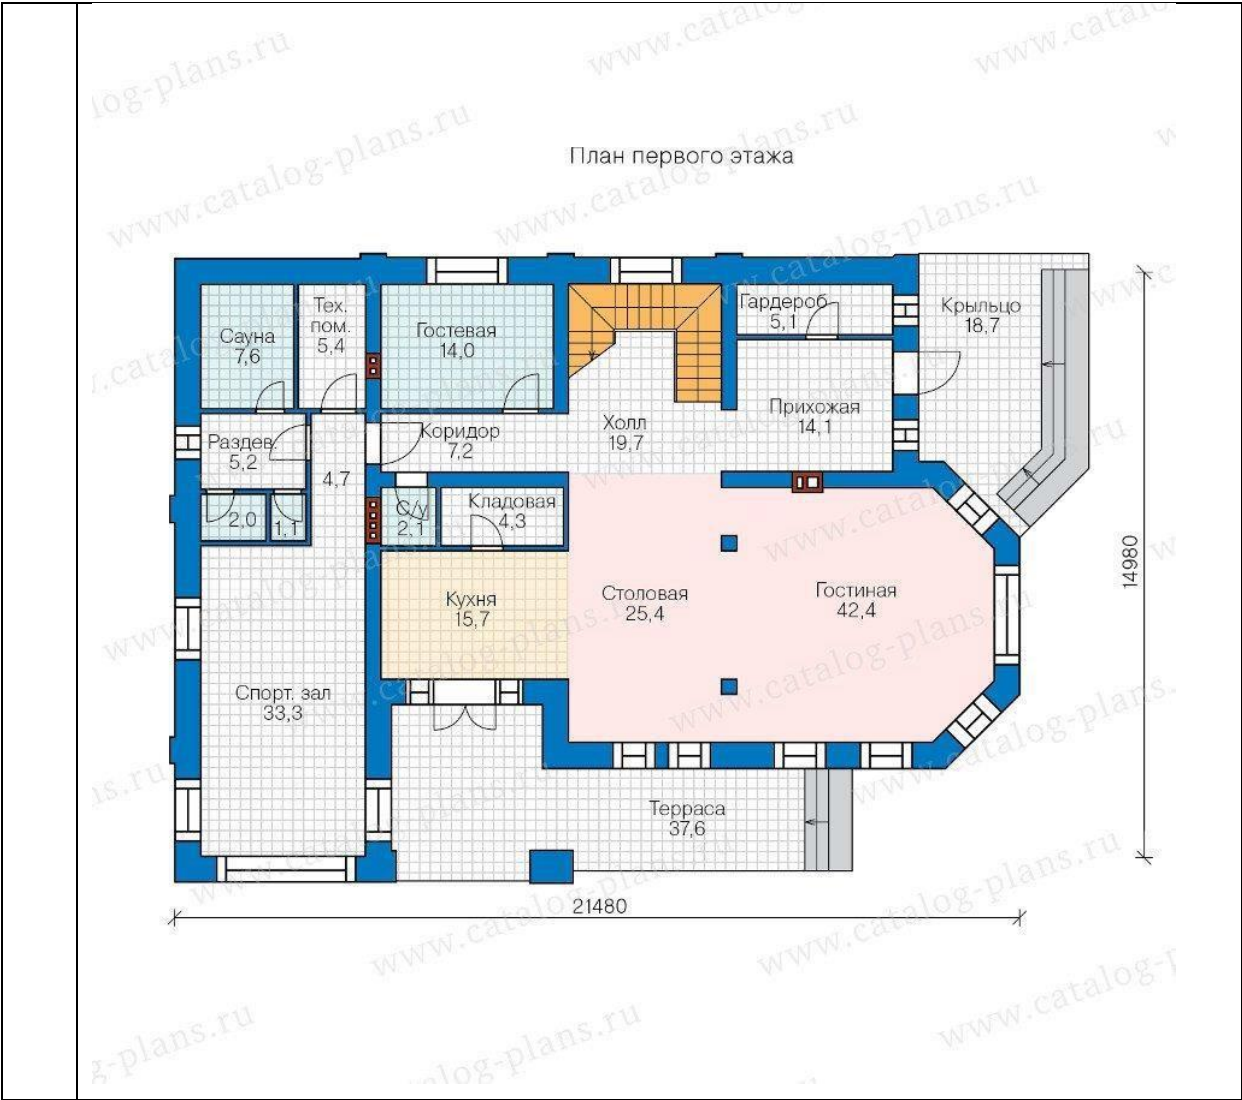 План первого этажа
Сауна
7,6
Тех.
пом.
5,4
Гостевая
14,0
Гардероб
5,1
Крыльцо
18,7
Прихожая
14,1
Холл
19,7
Коридор
7,2
Раздев.
5,2
4,7
2,0
1,1
С/у
2,1
Кладовая
4,3
Кухня
15,7
Столовая
25,4
Гостиная
42,4
Спорт. зал
33,3
Терраса
37,6
14980
21480
www.catalog-plans.ru